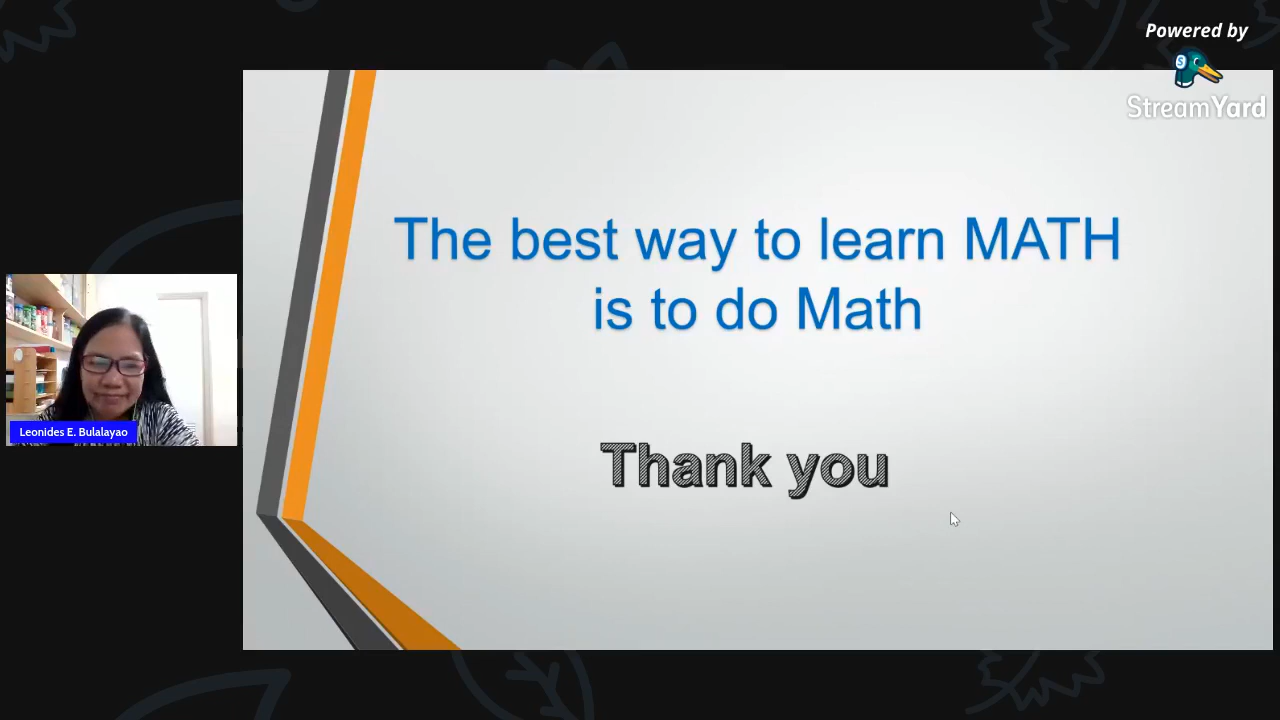 Powered by
StreamYard
The best way to learn MATH
is to do Math
Thank you
Leonides E. Bulalayao